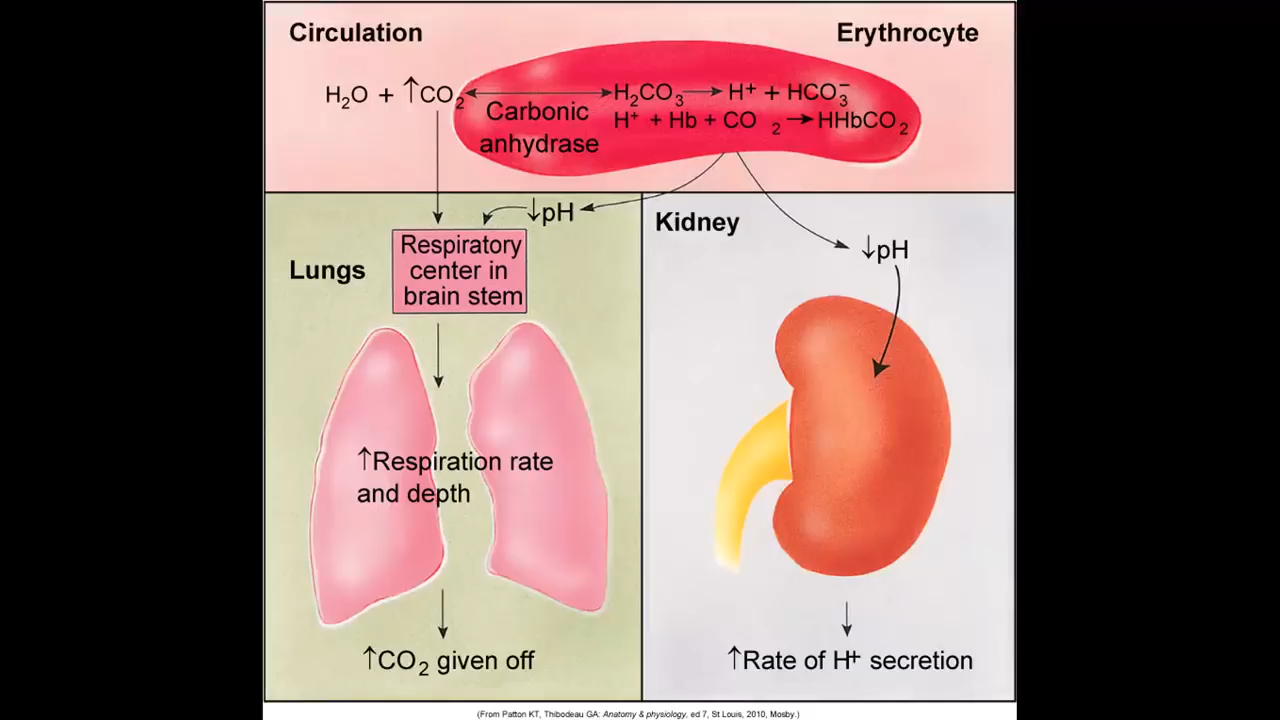 Circulation
Erythrocyte
H₂O + ↑CO₂
H₂CO₃ → H⁺ + HCO₃⁻
Carbonic
anhydrase
H⁺ + Hb + CO ₂ → HHbCO₂
↓pH
Kidney
↓pH
Lungs
Respiratory
center in
brain stem
↑Respiration rate
and depth
↑CO₂ given off
↑Rate of H⁺ secretion
(From Patton KT, Thibodeau GA: Anatomy & physiology, ed 7, St Louis, 2010, Mosby.)